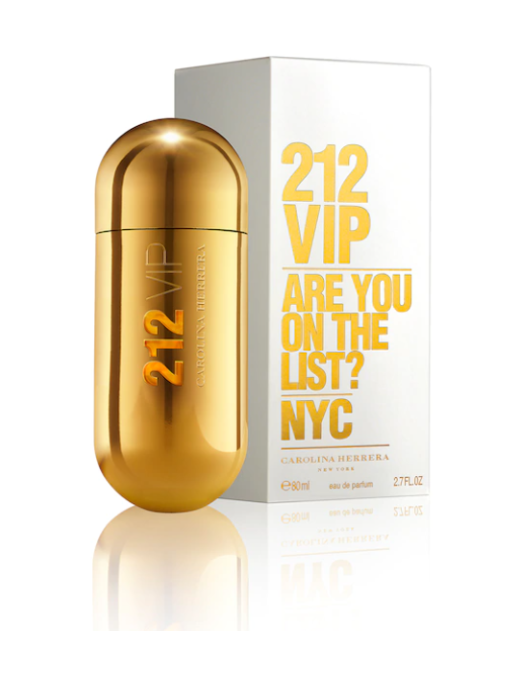 212 VIP
CAROLINA HERRERA
212
VIP
ARE YOU
ON THE
LIST?
NYC
CAROLINA HERRERA
NEW YORK
℮80ml eau de parfum 2.7FL.OZ